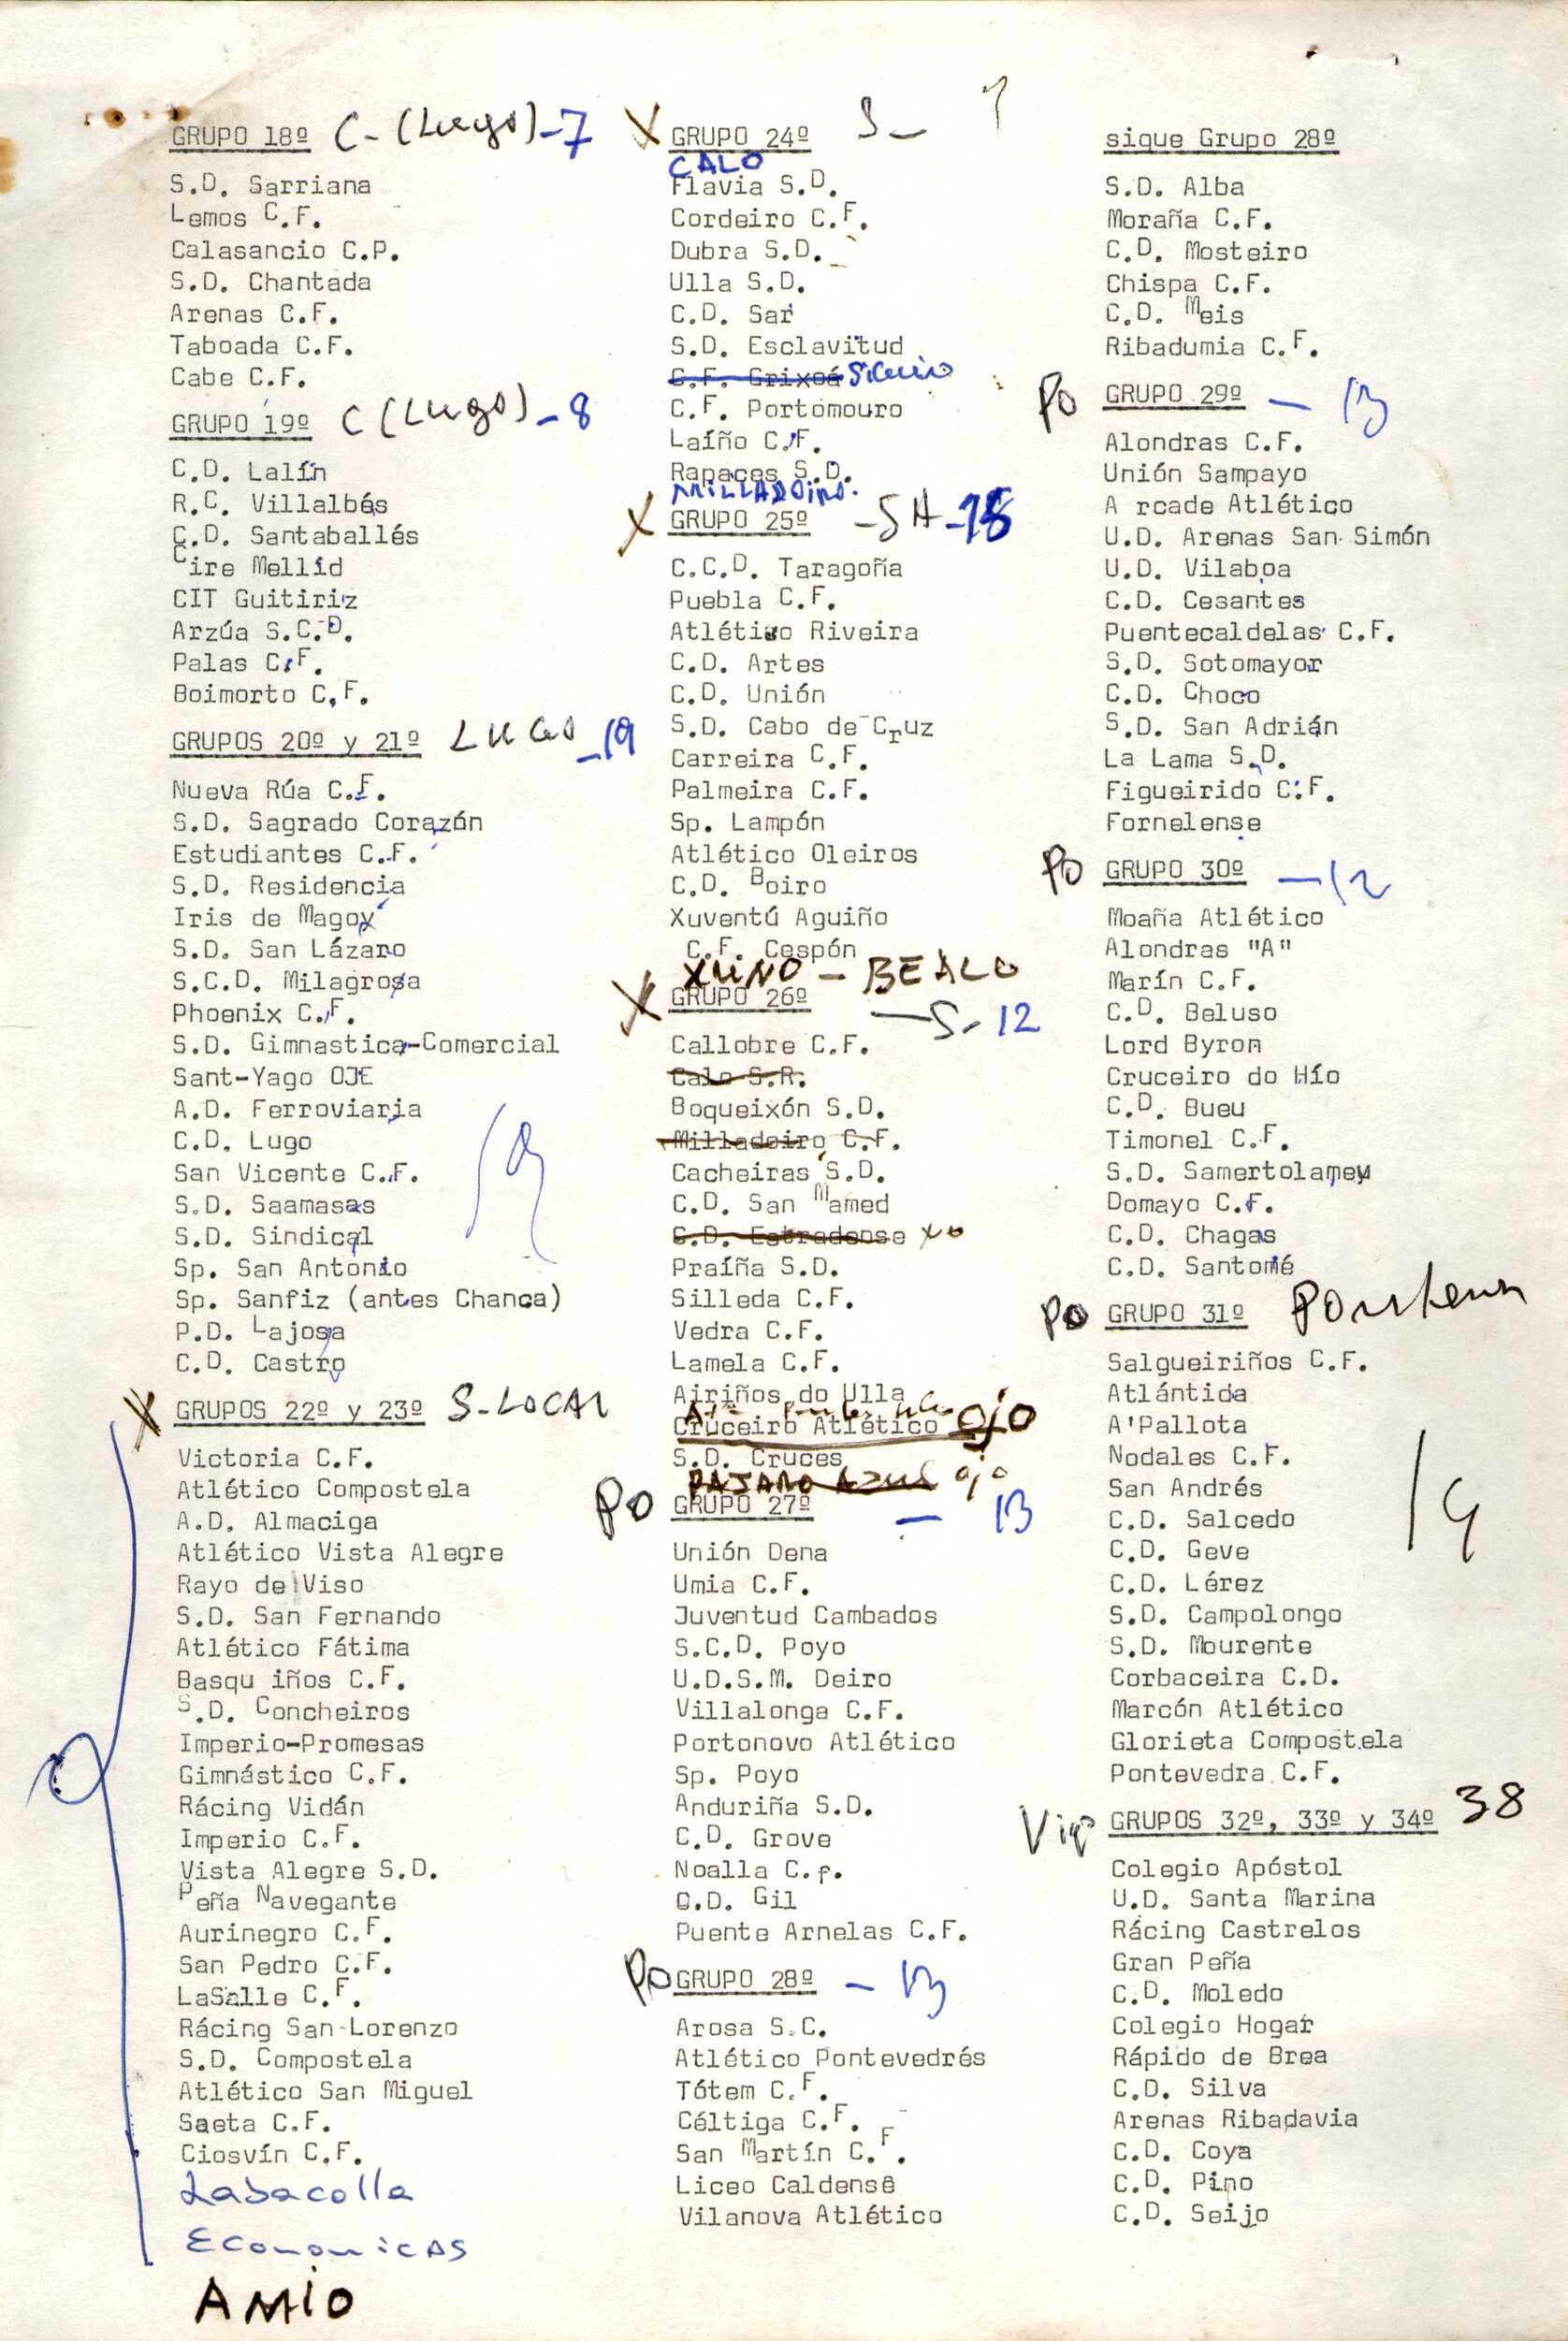 GRUPO 18º C-(Lugo)-7
S.D. Sarriana
Lemos C.F.
Calasancio C.P.
S.D. Chantada
Arenas C.F.
Taboada C.F.
Cabe C.F.
GRUPO 19º C (Lugo)-8
C.D. Lalín
R.C. Villalbés
C.D. Santaballés
Cire Mellid
CIT Guitiriz
Arzúa S.C.D.
Palas C.F.
Boimorto C.F.
GRUPOS 20º y 21º LUGO -19
Nueva Rúa C.F.
S.D. Sagrado Corazón
Estudiantes C.F.
S.D. Residencia
Iris de Magoy
S.D. San Lázaro
S.C.D. Milagrosa
Phoenix C.F.
S.D. Gimnastica-Comercial
Sant-Yago OJE
A.D. Ferroviaria
C.D. Lugo
San Vicente C.F.
S.D. Saamasas
S.D. Sindical
Sp. San Antonio
Sp. Sanfiz (antes Chanca)
P.D. Lajosa
C.D. Castro
19
X GRUPOS 22º y 23º S-LOCAL
Victoria C.F.
Atlético Compostela
A.D. Almaciga
Atlético Vista Alegre
Rayo de Viso
S.D. San Fernando
Atlético Fátima
Basqu iños C.F.
S.D. Concheiros
Imperio-Promesas
Gimnástico C.F.
Rácing Vidán
Imperio C.F.
Vista Alegre S.D.
Peña Navegante
Aurinegro C.F.
San Pedro C.F.
LaSalle C.F.
Rácing San-Lorenzo
S.D. Compostela
Atlético San Miguel
Saeta C.F.
Ciosvín C.F.
Labacolla
Economicas
AMIO
X GRUPO 24º S-
CALO
Flavia S.D.
Cordeiro C.F.
Dubra S.D.
Ulla S.D.
C.D. Sar
S.D. Esclavitud
C.F. Grixoá
C.F. Portomouro
Laíño C.F.
Rapaces S.D.
MILLADOIRO.
X GRUPO 25º -SA-18
C.C.D. Taragoña
Puebla C.F.
Atlético Riveira
C.D. Artes
C.D. Unión
S.D. Cabo de Cruz
Carreira C.F.
Palmeira C.F.
Sp. Lampón
Atlético Oleiros
C.D. Boiro
Xuventú Aguiño
C.F. Cespón
XUÑO - BEALO
X GRUPO 26º -S- 12
Callobre C.F.
Calo S.R.
Boqueixón S.D.
Milladoiro C.F.
Cacheiras S.D.
C.D. San Mamed
C.D. Estradense
Praíña S.D.
Silleda C.F.
Vedra C.F.
Lamela C.F.
Airiños do Ulla
Cruceiro Atlético ojo
S.D. Cruces
PAJARO AZUL ojo
PO GRUPO 27º - 13
Unión Dena
Umia C.F.
Juventud Cambados
S.C.D. Poyo
U.D.S.M. Deiro
Villalonga C.F.
Portonovo Atlético
Sp. Poyo
Anduriña S.D.
C.D. Grove
Noalla C.F.
C.D. Gil
Puente Arnelas C.F.
PO GRUPO 28º - 13
Arosa S.C.
Atlético Pontevedrés
Tótem C.F.
Céltiga C.F.
San Martín C.F.
Liceo Caldense
Vilanova Atlético
sigue Grupo 28º
S.D. Alba
Moraña C.F.
C.D. Mosteiro
Chispa C.F.
C.D. Meis
Ribadumia C.F.
PO GRUPO 29º - 13
Alondras C.F.
Unión Sampayo
A rcade Atlético
U.D. Arenas San Simón
U.D. Vilaboa
C.D. Cesantes
Puentecaldelas C.F.
S.D. Sotomayor
C.D. Choco
S.D. San Adrián
La Lama S.D.
Figueirido C.F.
Fornelense
PO GRUPO 30º -12
Moaña Atlético
Alondras "A"
Marín C.F.
C.D. Beluso
Lord Byron
Cruceiro do Hío
C.D. Bueu
Timonel C.F.
S.D. Samertolameu
Domayo C.F.
C.D. Chagas
C.D. Santomé
PO GRUPO 31º
Salgueiriños C.F.
Atlántida
A'Pallota
Nodales C.F.
San Andrés
C.D. Salcedo
C.D. Geve
C.D. Lérez
S.D. Campolongo
S.D. Mourente
Corbaceira C.D.
Marcón Atlético
Glorieta Compostela
Pontevedra C.F.
Vigo GRUPOS 32º, 33º y 34º 38
Colegio Apóstol
U.D. Santa Marina
Rácing Castrelos
Gran Peña
C.D. Moledo
Colegio Hogar
Rápido de Brea
C.D. Silva
Arenas Ribadavia
C.D. Coya
C.D. Pino
C.D. Seijo